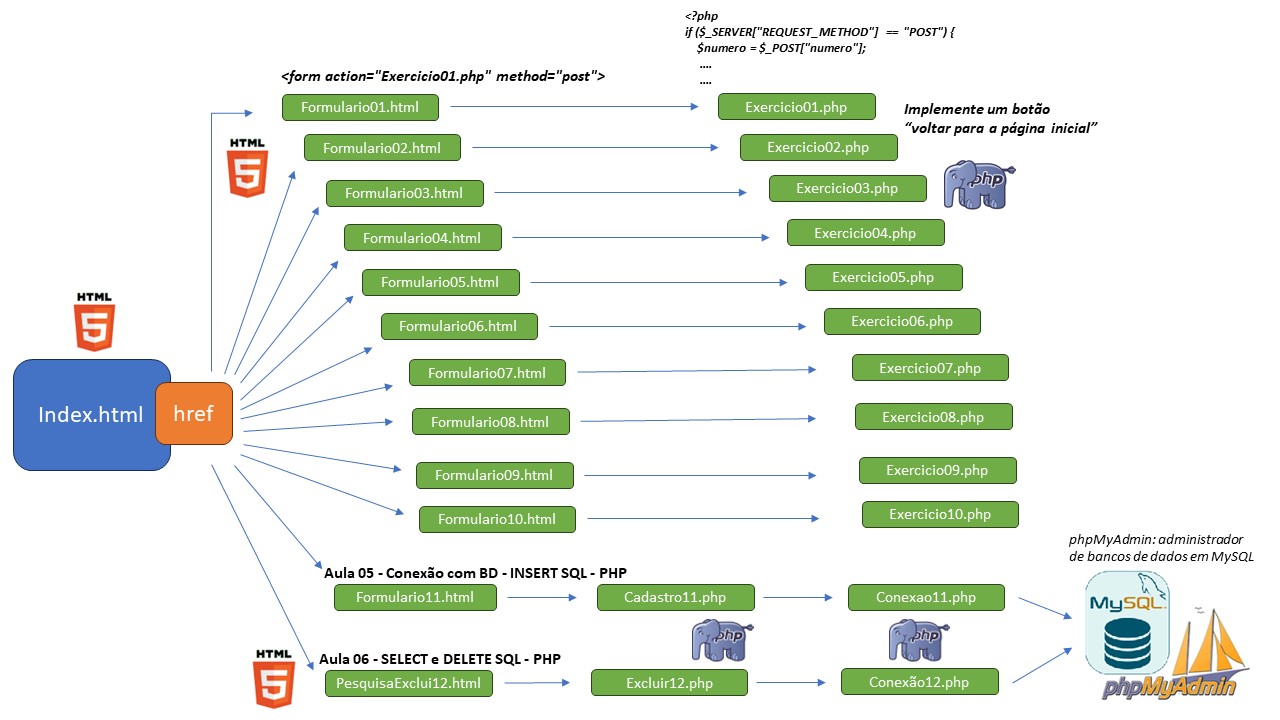 <?php
if ($_SERVER["REQUEST_METHOD"] == "POST") {
$numero = $_POST["numero"];
....
....
<form action="Exercicio01.php" method="post">
Formulario01.html
Exercicio01.php
Implemente um botão
“voltar para a página inicial”
HTML
5
Formulario02.html
Exercicio02.php
php
Formulario03.html
Exercicio03.php
Formulario04.html
Exercicio04.php
Formulario05.html
Exercicio05.php
HTML
5
Formulario06.html
Exercicio06.php
Formulario07.html
Exercicio07.php
Index.html
href
Formulario08.html
Exercicio08.php
Formulario09.html
Exercicio09.php
Formulario10.html
Exercicio10.php
phpMyAdmin: administrador
de bancos de dados em MySQL
Aula 05 - Conexão com BD - INSERT SQL - PHP
Formulario11.html
Cadastro11.php
Conexao11.php
MySQL
php
php
HTML
5
Aula 06 - SELECT e DELETE SQL - PHP
PesquisaExclui12.html
Excluir12.php
Conexão12.php
phpMyAdmin